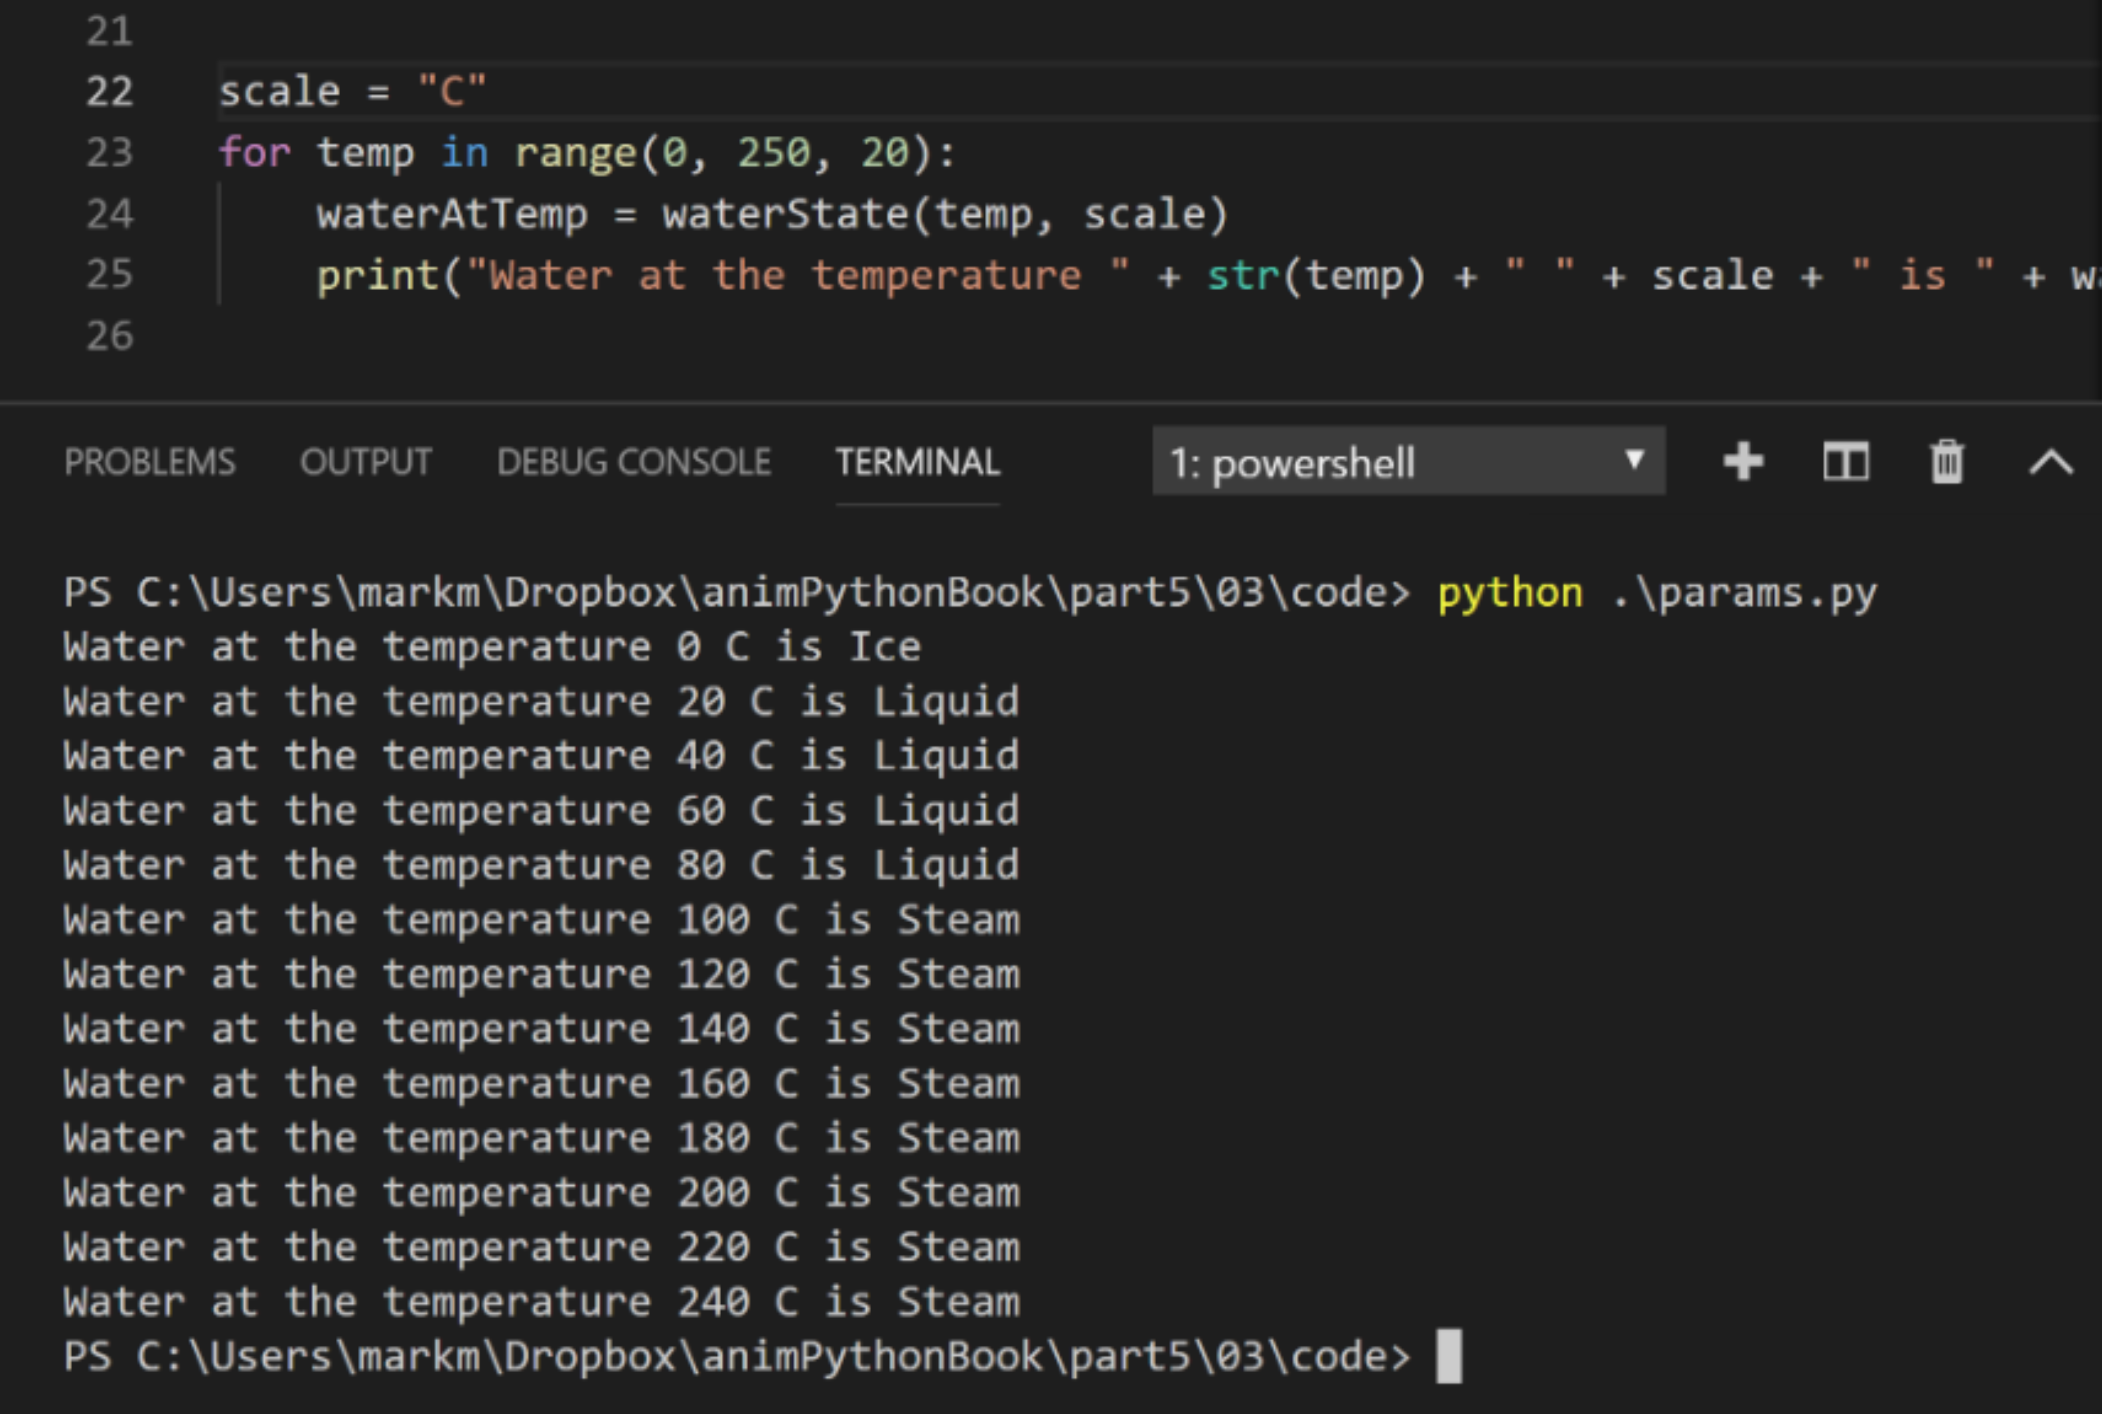 21
22 scale = "C"
23 for temp in range(0, 250, 20):
24 waterAtTemp = waterState(temp, scale)
25 print("Water at the temperature " + str(temp) + " " + scale + " is " +
26
PROBLEMS OUTPUT DEBUG CONSOLE TERMINAL 1: powershell
PS C:\Users\markm\Dropbox\animPythonBook\part5\03\code> python .\params.py
Water at the temperature 0 C is Ice
Water at the temperature 20 C is Liquid
Water at the temperature 40 C is Liquid
Water at the temperature 60 C is Liquid
Water at the temperature 80 C is Liquid
Water at the temperature 100 C is Steam
Water at the temperature 120 C is Steam
Water at the temperature 140 C is Steam
Water at the temperature 160 C is Steam
Water at the temperature 180 C is Steam
Water at the temperature 200 C is Steam
Water at the temperature 220 C is Steam
Water at the temperature 240 C is Steam
PS C:\Users\markm\Dropbox\animPythonBook\part5\03\code>